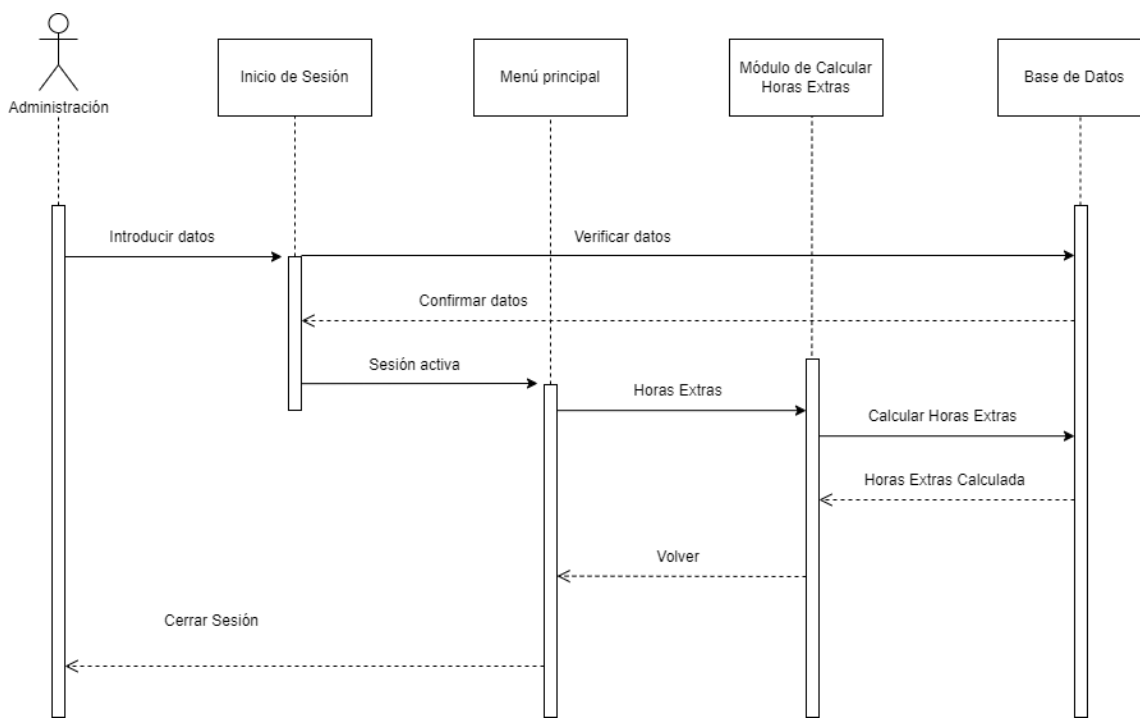 Administración
Inicio de Sesión
Menú principal
Módulo de Calcular
Horas Extras
Base de Datos
Introducir datos
Verificar datos
Confirmar datos
Sesión activa
Horas Extras
Calcular Horas Extras
Horas Extras Calculada
Volver
Cerrar Sesión